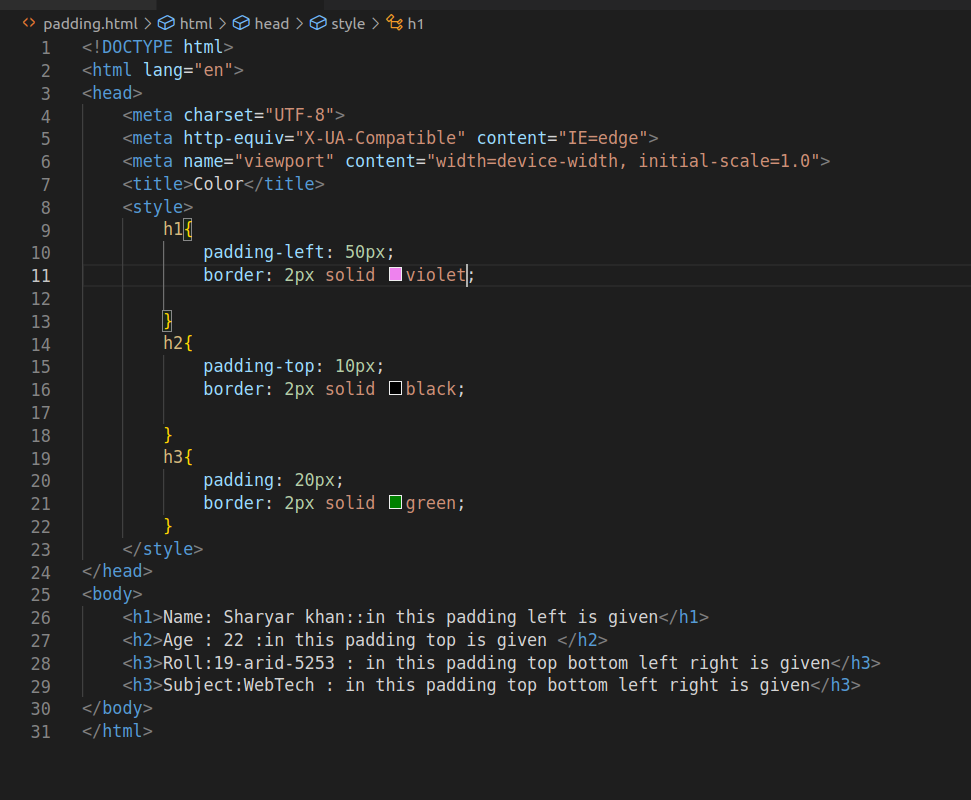 padding.html > html > head > style > h1
1 <!DOCTYPE html>
2 <html lang="en">
3 <head>
4     <meta charset="UTF-8">
5     <meta http-equiv="X-UA-Compatible" content="IE=edge">
6     <meta name="viewport" content="width=device-width, initial-scale=1.0">
7     <title>Color</title>
8     <style>
9         h1{
10             padding-left: 50px;
11             border: 2px solid violet;
12
13         }
14         h2{
15             padding-top: 10px;
16             border: 2px solid black;
17
18         }
19         h3{
20             padding: 20px;
21             border: 2px solid green;
22         }
23     </style>
24 </head>
25 <body>
26     <h1>Name: Sharyar khan::in this padding left is given</h1>
27     <h2>Age : 22 :in this padding top is given </h2>
28     <h3>Roll:19-arid-5253 : in this padding top bottom left right is given</h3>
29     <h3>Subject:WebTech : in this padding top bottom left right is given</h3>
30 </body>
31 </html>